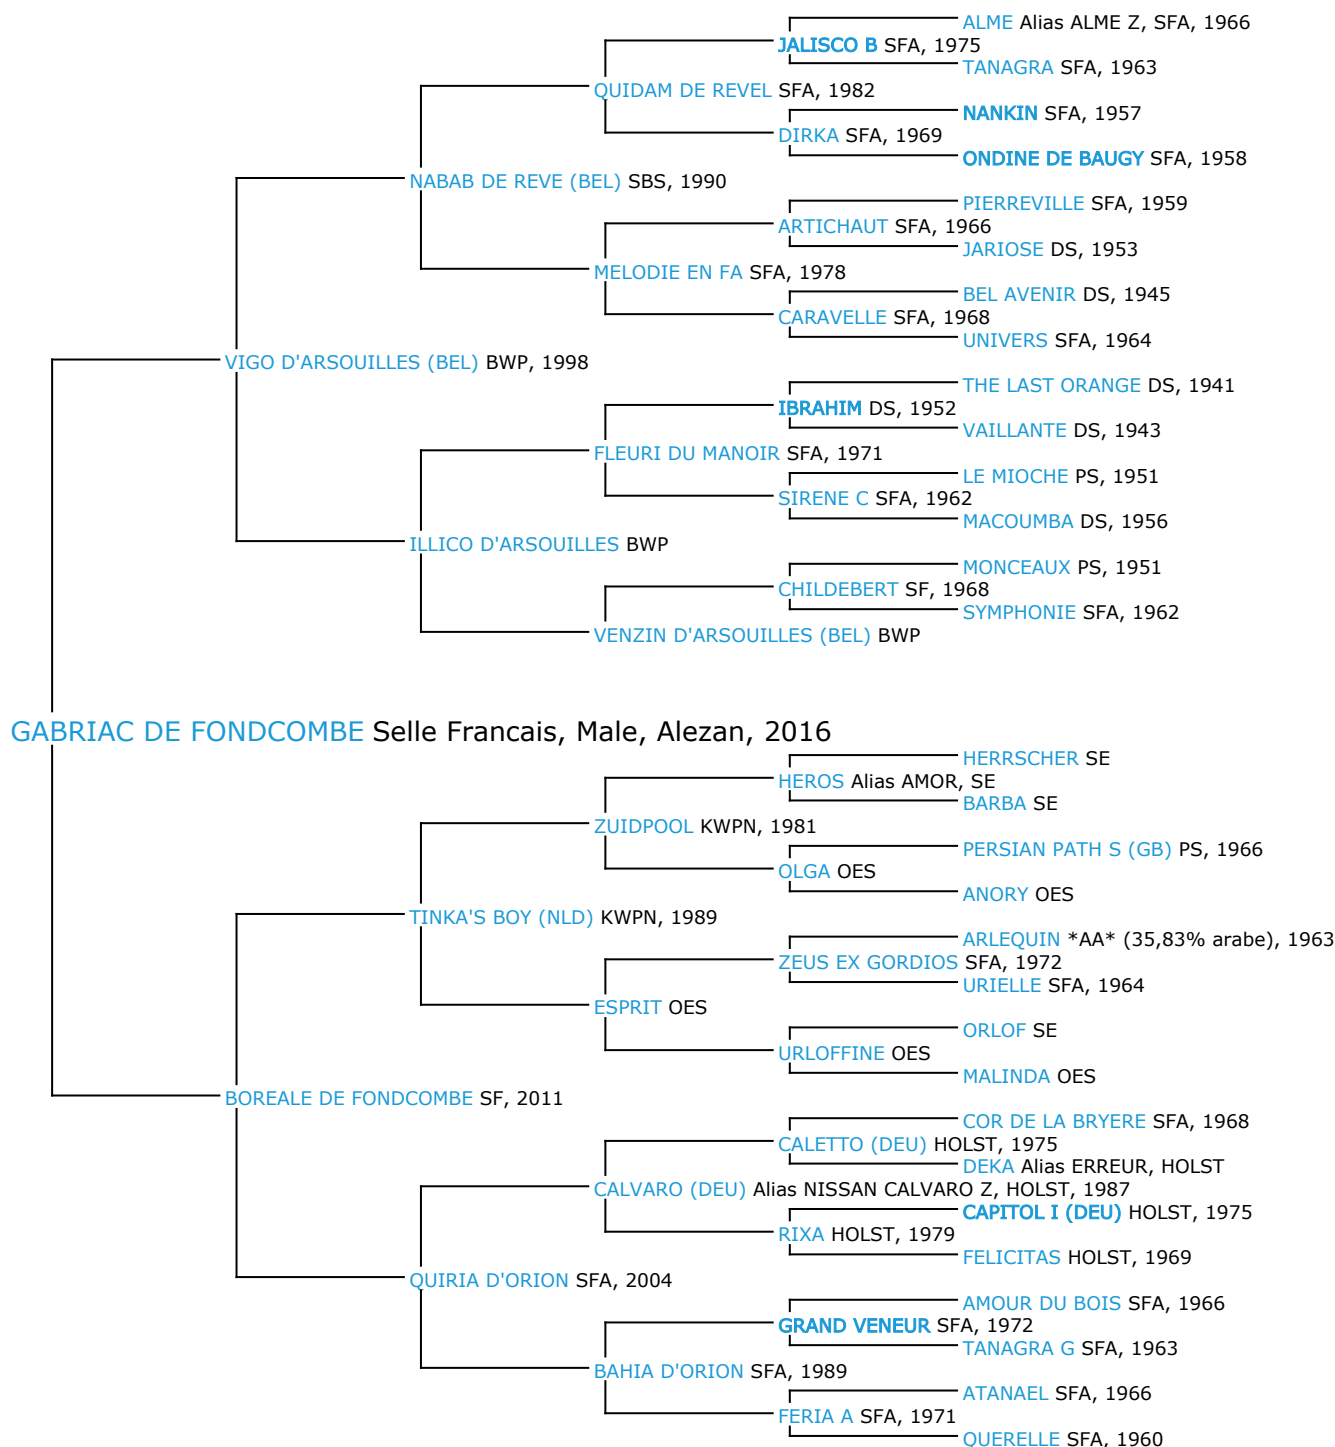 ALME Alias ALME Z, SFA, 1966
JALISCO B SFA, 1975
TANAGRA SFA, 1963
QUIDAM DE REVEL SFA, 1982
NANKIN SFA, 1957
DIRKA SFA, 1969
ONDINE DE BAUGY SFA, 1958
NABAB DE REVE (BEL) SBS, 1990
PIERREVILLE SFA, 1959
ARTICHAUT SFA, 1966
JARIOSE DS, 1953
MELODIE EN FA SFA, 1978
BEL AVENIR DS, 1945
CARAVELLE SFA, 1968
UNIVERS SFA, 1964
VIGO D'ARSOUILLES (BEL) BWP, 1998
THE LAST ORANGE DS, 1941
IBRAHIM DS, 1952
VAILLANTE DS, 1943
FLEURI DU MANOIR SFA, 1971
LE MIOCHE PS, 1951
SIRENE C SFA, 1962
MACOUMBA DS, 1956
ILLICO D'ARSOUILLES BWP
MONCEAUX PS, 1951
CHILDEBERT SF, 1968
SYMPHONIE SFA, 1962
VENZIN D'ARSOUILLES (BEL) BWP
GABRIAC DE FONDCOMBE Selle Francais, Male, Alezan, 2016
HERRSCHER SE
HEROS Alias AMOR, SE
BARBA SE
ZUIDPOOL KWPN, 1981
PERSIAN PATH S (GB) PS, 1966
OLGA OES
ANORY OES
TINKA'S BOY (NLD) KWPN, 1989
ARLEQUIN *AA* (35,83% arabe), 1963
ZEUS EX GORDIOS SFA, 1972
URIELLE SFA, 1964
ESPRIT OES
ORLOF SE
URLOFFINE OES
MALINDA OES
BOREALE DE FONDCOMBE SF, 2011
COR DE LA BRYERE SFA, 1968
CALETTO (DEU) HOLST, 1975
DEKA Alias ERREUR, HOLST
CALVARO (DEU) Alias NISSAN CALVARO Z, HOLST, 1987
CAPITOL I (DEU) HOLST, 1975
RIXA HOLST, 1979
FELICITAS HOLST, 1969
QUIRIA D'ORION SFA, 2004
AMOUR DU BOIS SFA, 1966
GRAND VENEUR SFA, 1972
TANAGRA G SFA, 1963
BAHIA D'ORION SFA, 1989
ATANAEL SFA, 1966
FERIA A SFA, 1971
QUERELLE SFA, 1960